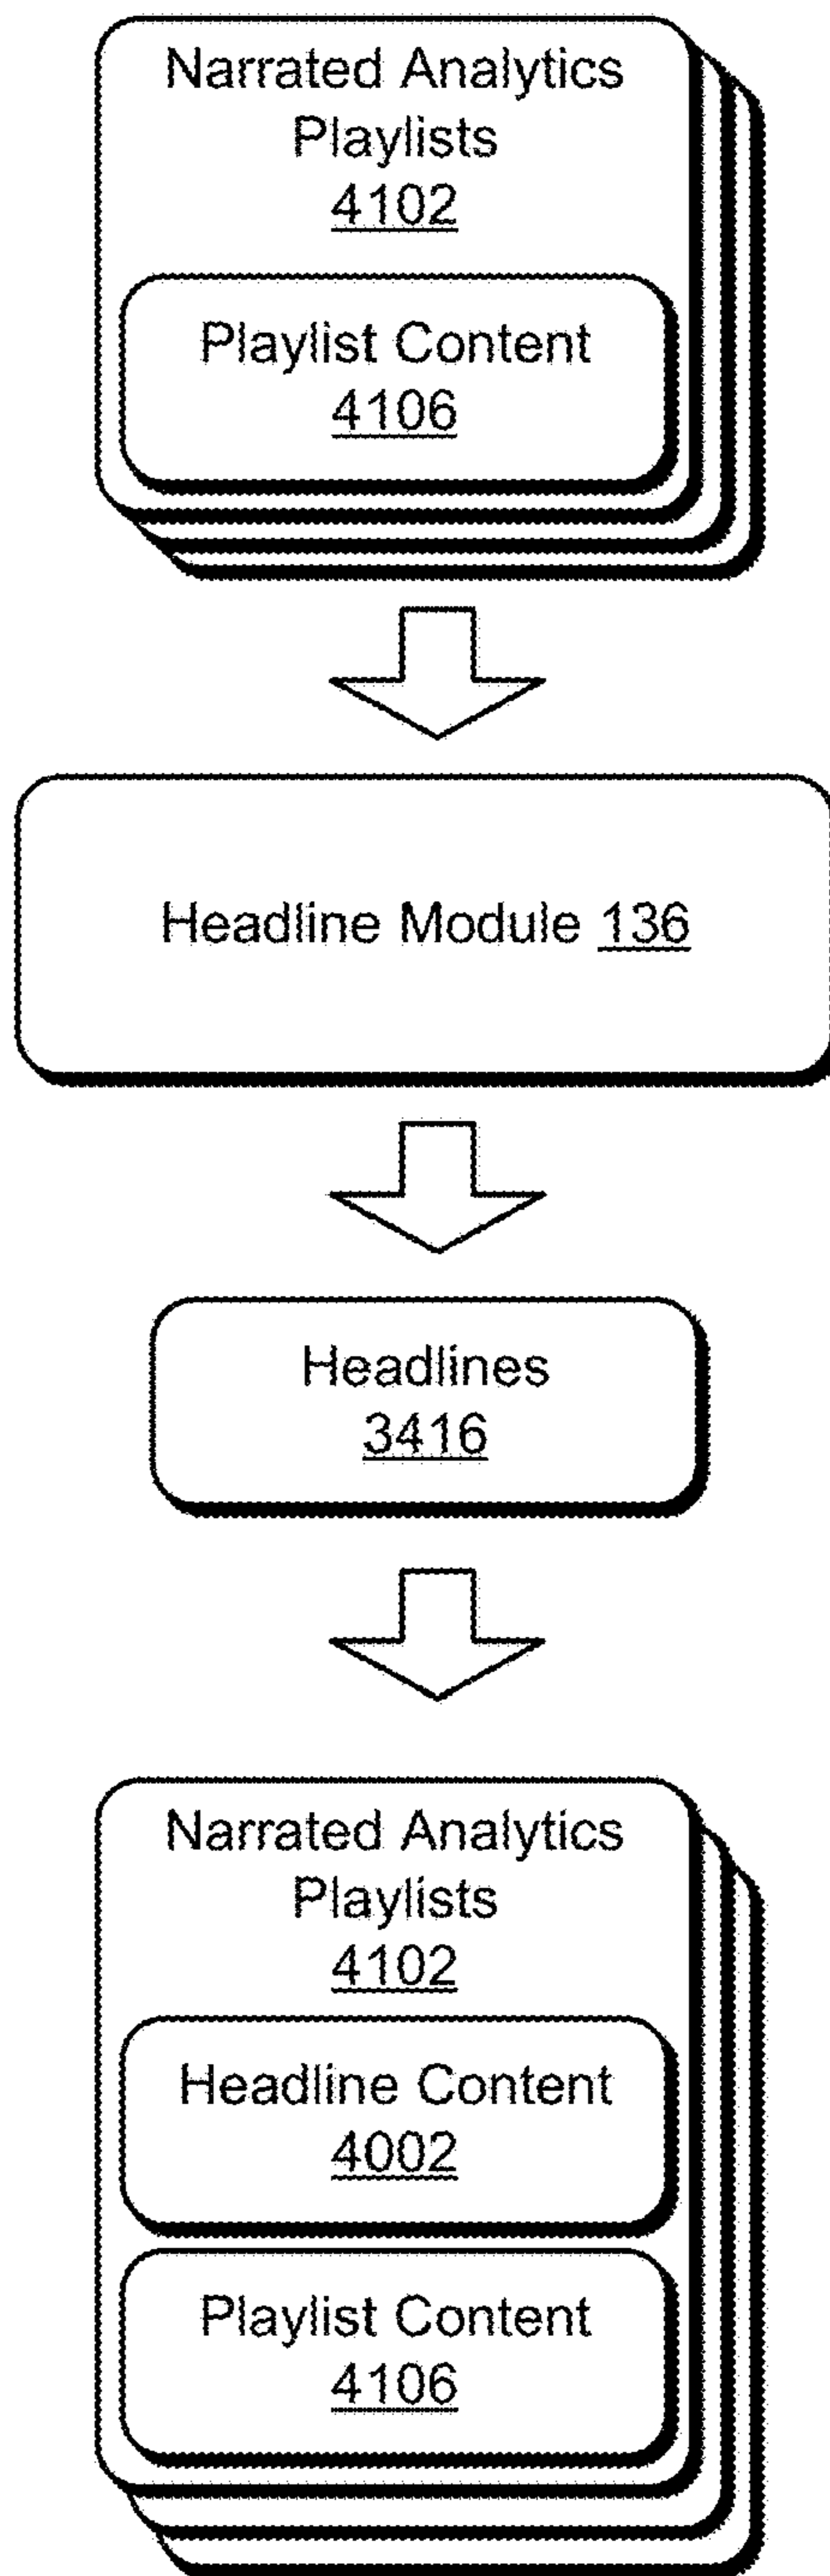 Narrated Analytics
Playlists
4102
Playlist Content
4106
Headline Module 136
Headlines
3416
Narrated Analytics
Playlists
4102
Headline Content
4002
Playlist Content
4106